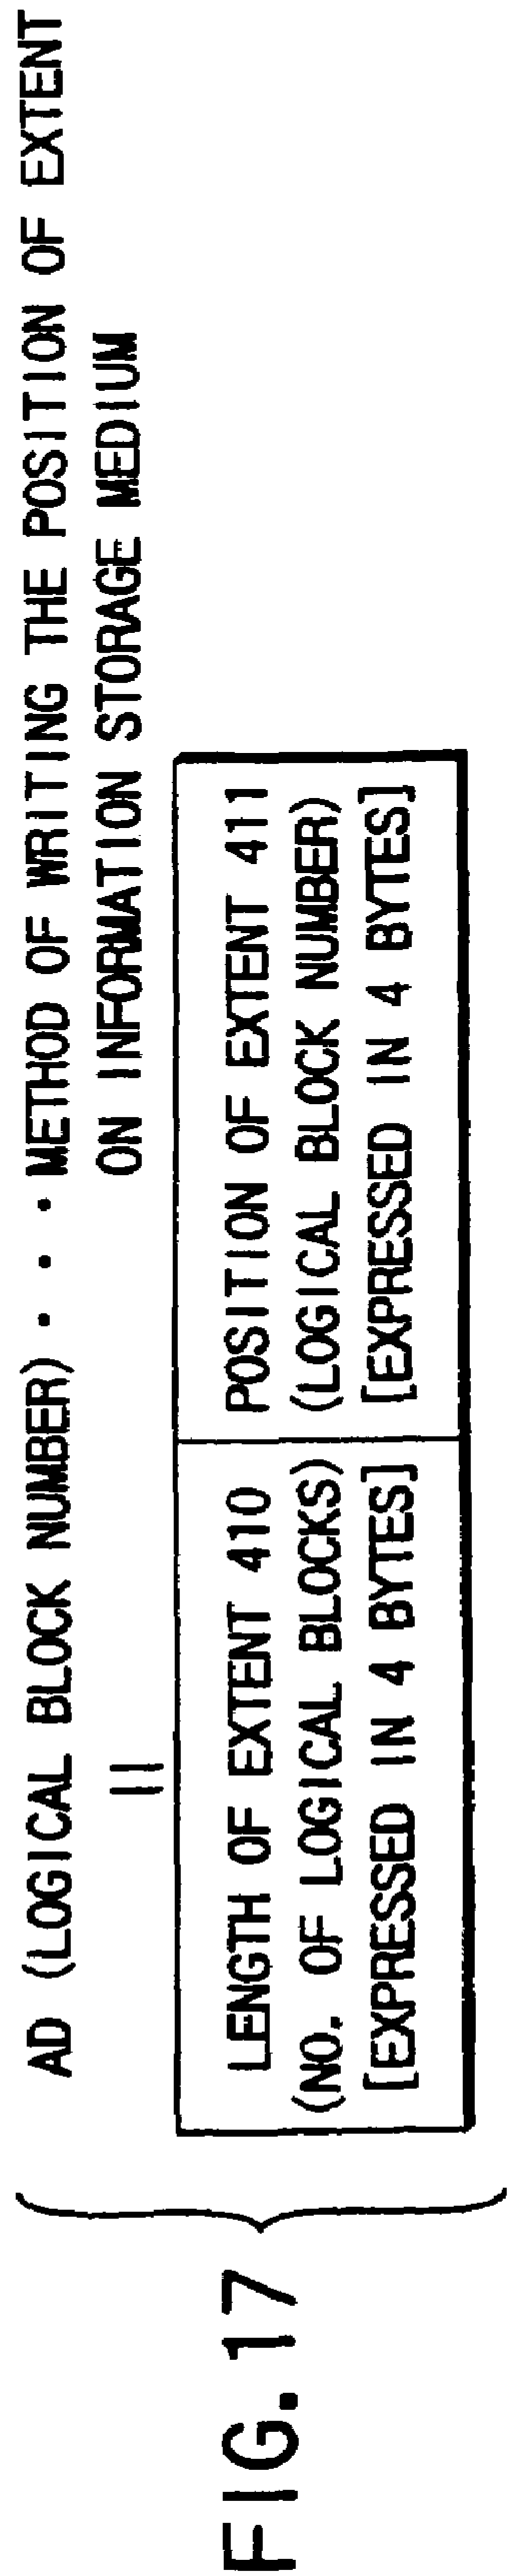 FIG. 17
AD (LOGICAL BLOCK NUMBER) · · · METHOD OF WRITING THE POSITION OF EXTENT
ON INFORMATION STORAGE MEDIUM
=
LENGTH OF EXTENT 410
(NO. OF LOGICAL BLOCKS)
[EXPRESSED IN 4 BYTES]
POSITION OF EXTENT 411
(LOGICAL BLOCK NUMBER)
[EXPRESSED IN 4 BYTES]